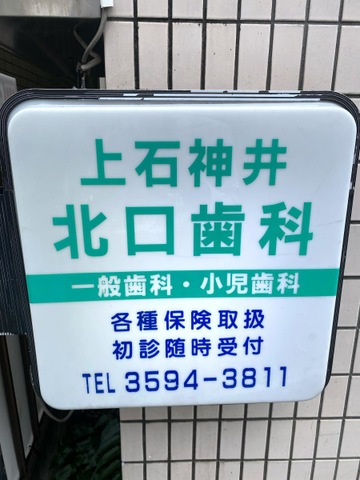 上石神井
北口歯科
一般歯科・小児歯科
各種保険取扱
初診随時受付
TEL 3594-3811